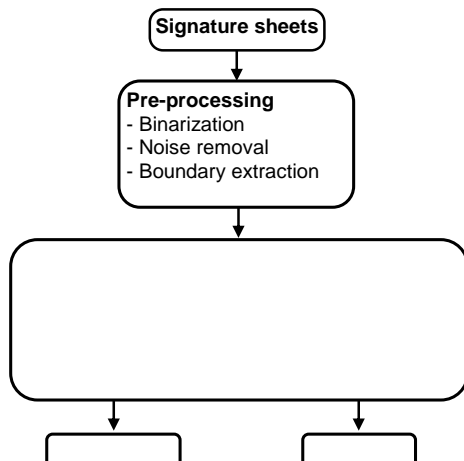 Signature sheets
Pre-processing
- Binarization
- Noise removal
- Boundary extraction